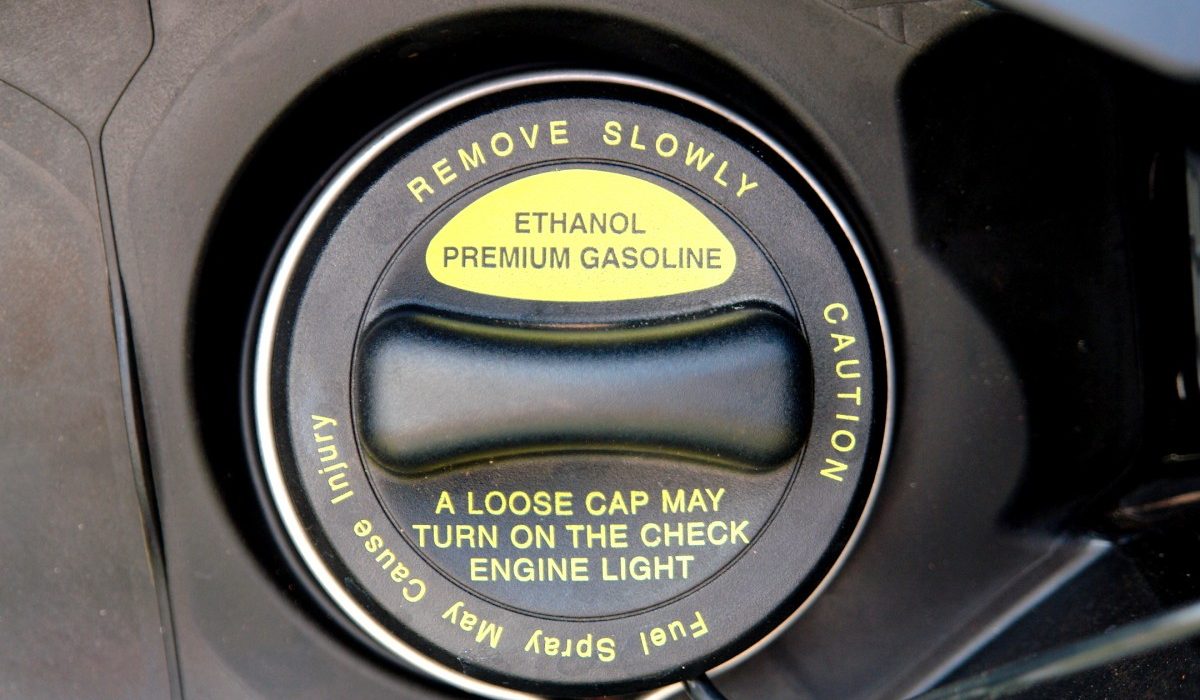 REMOVE SLOWLY
ETHANOL
PREMIUM GASOLINE
CAUTION
A LOOSE CAP MAY
TURN ON THE CHECK
ENGINE LIGHT
Fuel Spray May Cause Injury